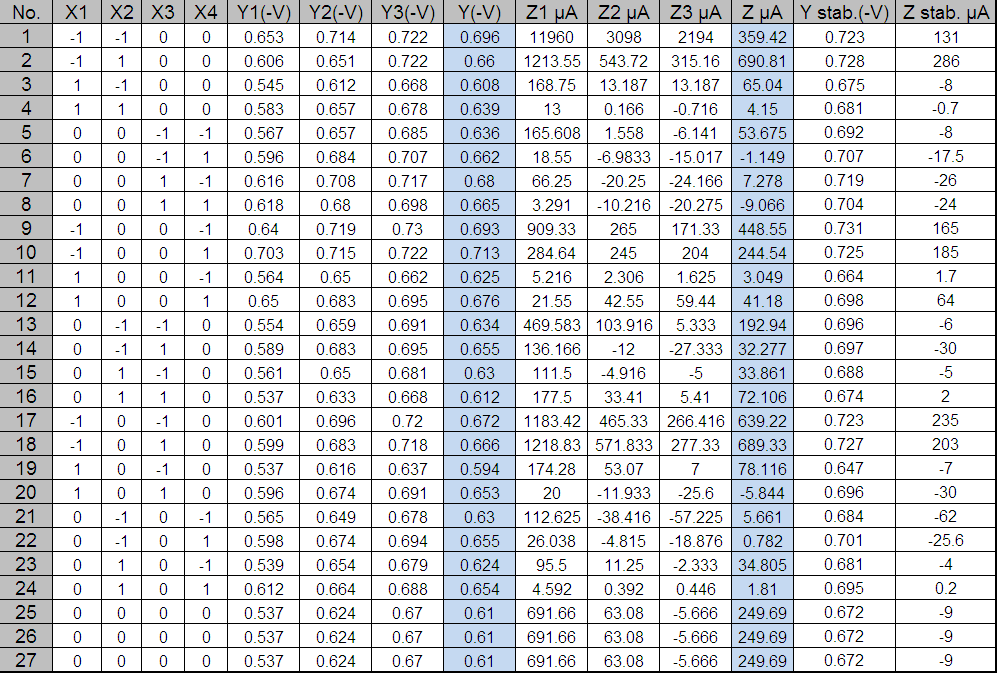 No. X1 X2 X3 X4 Y1(-V) Y2(-V) Y3(-V) Y(-V) Z1 µA Z2 µA Z3 µA Z µA Y stab.(-V) Z stab. µA
1 -1 -1 0 0 0.653 0.714 0.722 0.696 11960 3098 2194 359.42 0.723 131
2 -1 1 0 0 0.606 0.651 0.722 0.66 1213.55 543.72 315.16 690.81 0.728 286
3 1 -1 0 0 0.545 0.612 0.668 0.608 168.75 13.187 13.187 65.04 0.675 -8
4 1 1 0 0 0.583 0.657 0.678 0.639 13 0.166 -0.716 4.15 0.681 -0.7
5 0 0 -1 -1 0.567 0.657 0.685 0.636 165.608 1.558 -6.141 53.675 0.692 -8
6 0 0 -1 1 0.596 0.684 0.707 0.662 18.55 -6.9833 -15.017 -1.149 0.707 -17.5
7 0 0 1 -1 0.616 0.708 0.717 0.68 66.25 -20.25 -24.166 7.278 0.719 -26
8 0 0 1 1 0.618 0.68 0.698 0.665 3.291 -10.216 -20.275 -9.066 0.704 -24
9 -1 0 0 -1 0.64 0.719 0.73 0.693 909.33 265 171.33 448.55 0.731 165
10 -1 0 0 1 0.703 0.715 0.722 0.713 284.64 245 204 244.54 0.725 185
11 1 0 0 -1 0.564 0.65 0.662 0.625 5.216 2.306 1.625 3.049 0.664 1.7
12 1 0 0 1 0.65 0.683 0.695 0.676 21.55 42.55 59.44 41.18 0.698 64
13 0 -1 -1 0 0.554 0.659 0.691 0.634 469.583 103.916 5.333 192.94 0.696 -6
14 0 -1 1 0 0.589 0.683 0.695 0.655 136.166 -12 -27.333 32.277 0.697 -30
15 0 1 -1 0 0.561 0.65 0.681 0.63 111.5 -4.916 -5 33.861 0.688 -5
16 0 1 1 0 0.537 0.633 0.668 0.612 177.5 33.41 5.41 72.106 0.674 2
17 -1 0 -1 0 0.601 0.696 0.72 0.672 1183.42 465.33 266.416 639.22 0.723 235
18 -1 0 1 0 0.599 0.683 0.718 0.666 1218.83 571.833 277.33 689.33 0.727 203
19 1 0 -1 0 0.537 0.616 0.637 0.594 174.28 53.07 7 78.116 0.647 -7
20 1 0 1 0 0.596 0.674 0.691 0.653 20 -11.933 -25.6 -5.844 0.696 -30
21 0 -1 0 -1 0.565 0.649 0.678 0.63 112.625 -38.416 -57.225 5.661 0.684 -62
22 0 -1 0 1 0.598 0.674 0.694 0.655 26.038 -4.815 -18.876 0.782 0.701 -25.6
23 0 1 0 -1 0.539 0.654 0.679 0.624 95.5 11.25 -2.333 34.805 0.681 -4
24 0 1 0 1 0.612 0.664 0.688 0.654 4.592 0.392 0.446 1.81 0.695 0.2
25 0 0 0 0 0.537 0.624 0.67 0.61 691.66 63.08 -5.666 249.69 0.672 -9
26 0 0 0 0 0.537 0.624 0.67 0.61 691.66 63.08 -5.666 249.69 0.672 -9
27 0 0 0 0 0.537 0.624 0.67 0.61 691.66 63.08 -5.666 249.69 0.672 -9